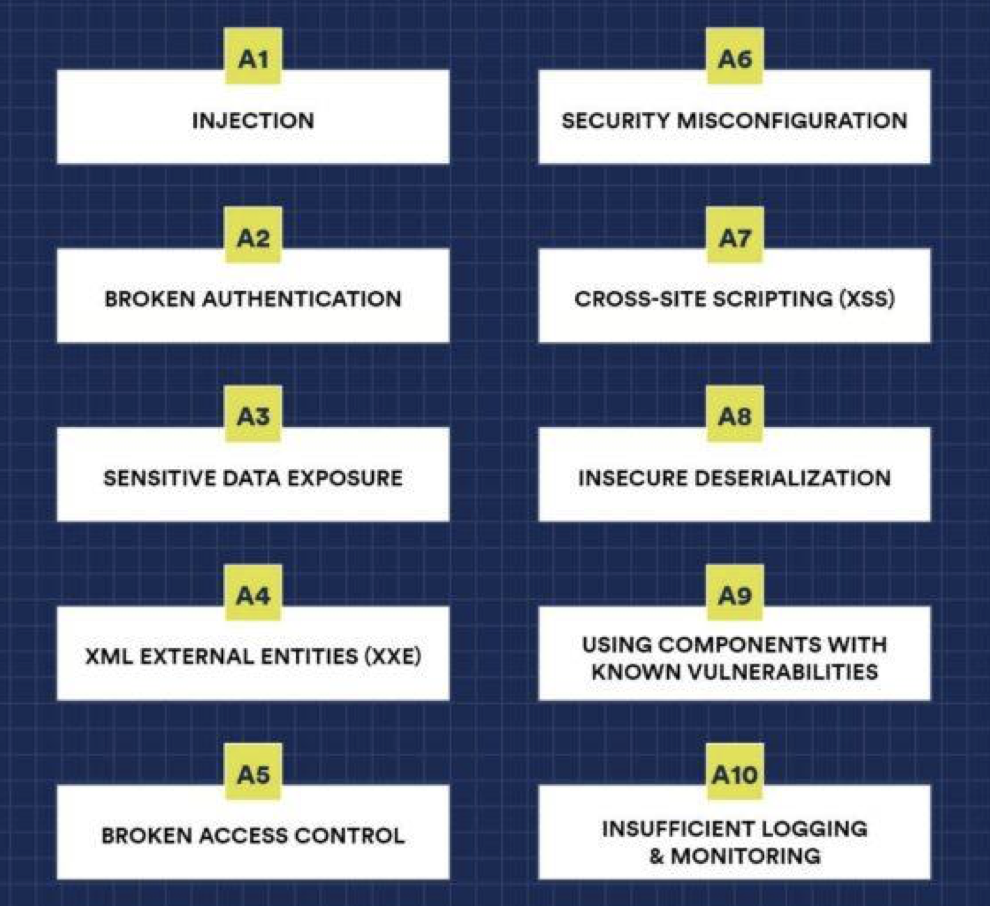 A1
INJECTION
A2
BROKEN AUTHENTICATION
A3
SENSITIVE DATA EXPOSURE
A4
XML EXTERNAL ENTITIES (XXE)
A5
BROKEN ACCESS CONTROL
A6
SECURITY MISCONFIGURATION
A7
CROSS-SITE SCRIPTING (XSS)
A8
INSECURE DESERIALIZATION
A9
USING COMPONENTS WITH
KNOWN VULNERABILITIES
A10
INSUFFICIENT LOGGING
& MONITORING